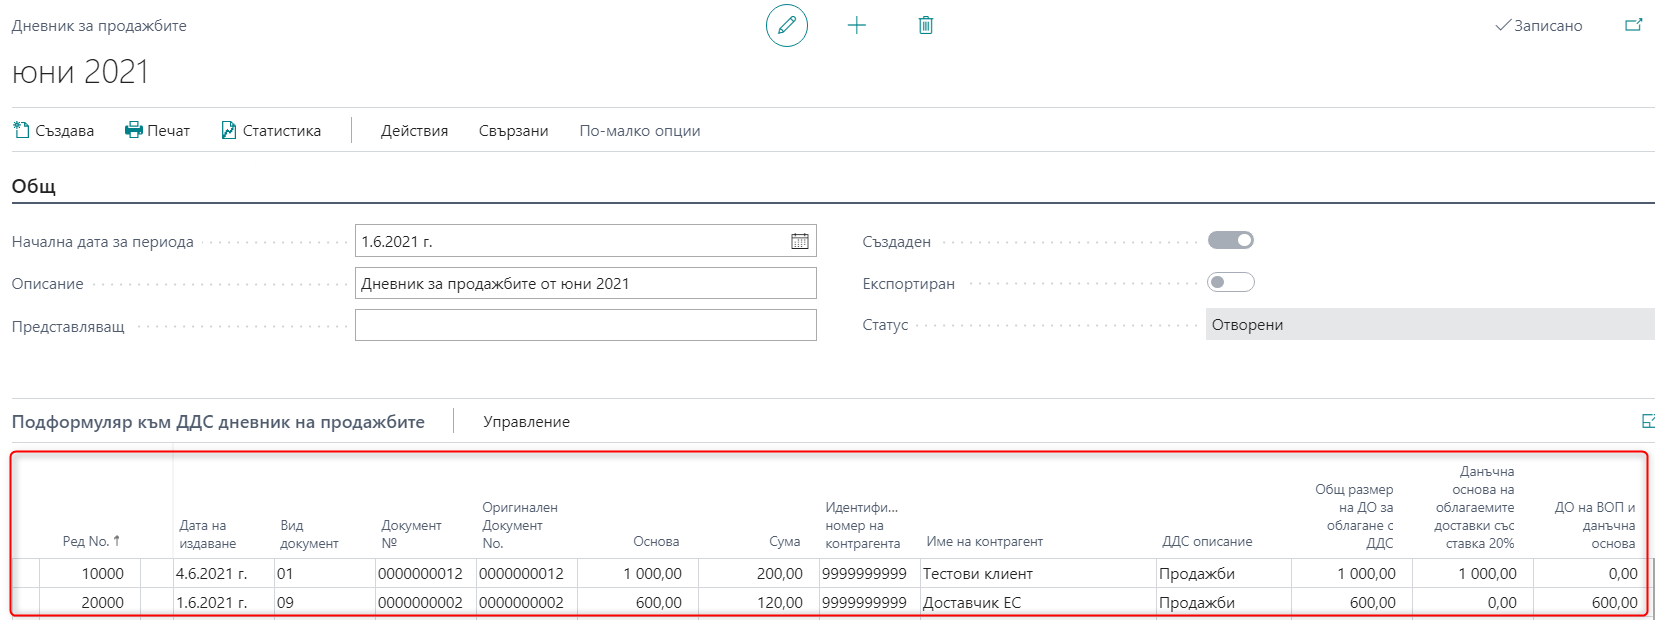 Дневник за продажбите
Записано
юни 2021
Създава Печат Статистика Действия Свързани По-малко опции
Общ
Начална дата за периода 1.6.2021 г. Създаден
Описание Дневник за продажбите от юни 2021 Експортиран
Представляващ Статус Отворени
Подформуляр към ДДС дневник на продажбите Управление
Ред No. ↑
Дата на
издаване
Вид
документ
Документ
№
Оригинален
Документ
No.
Основа
Сума
Идентифи...
номер на
контрагента
Име на контрагент
ДДС описание
Общ размер
на ДО за
облагане с
ДДС
Данъчна
основа на
облагаемите
доставки със
ставка 20%
ДО на ВОП и
данъчна
основа
10000 4.6.2021 г. 01 0000000012 0000000012 1 000,00 200,00 9999999999 Тестови клиент Продажби 1 000,00 1 000,00 0,00
20000 1.6.2021 г. 09 0000000002 0000000002 600,00 120,00 9999999999 Доставчик ЕС Продажби 600,00 0,00 600,00